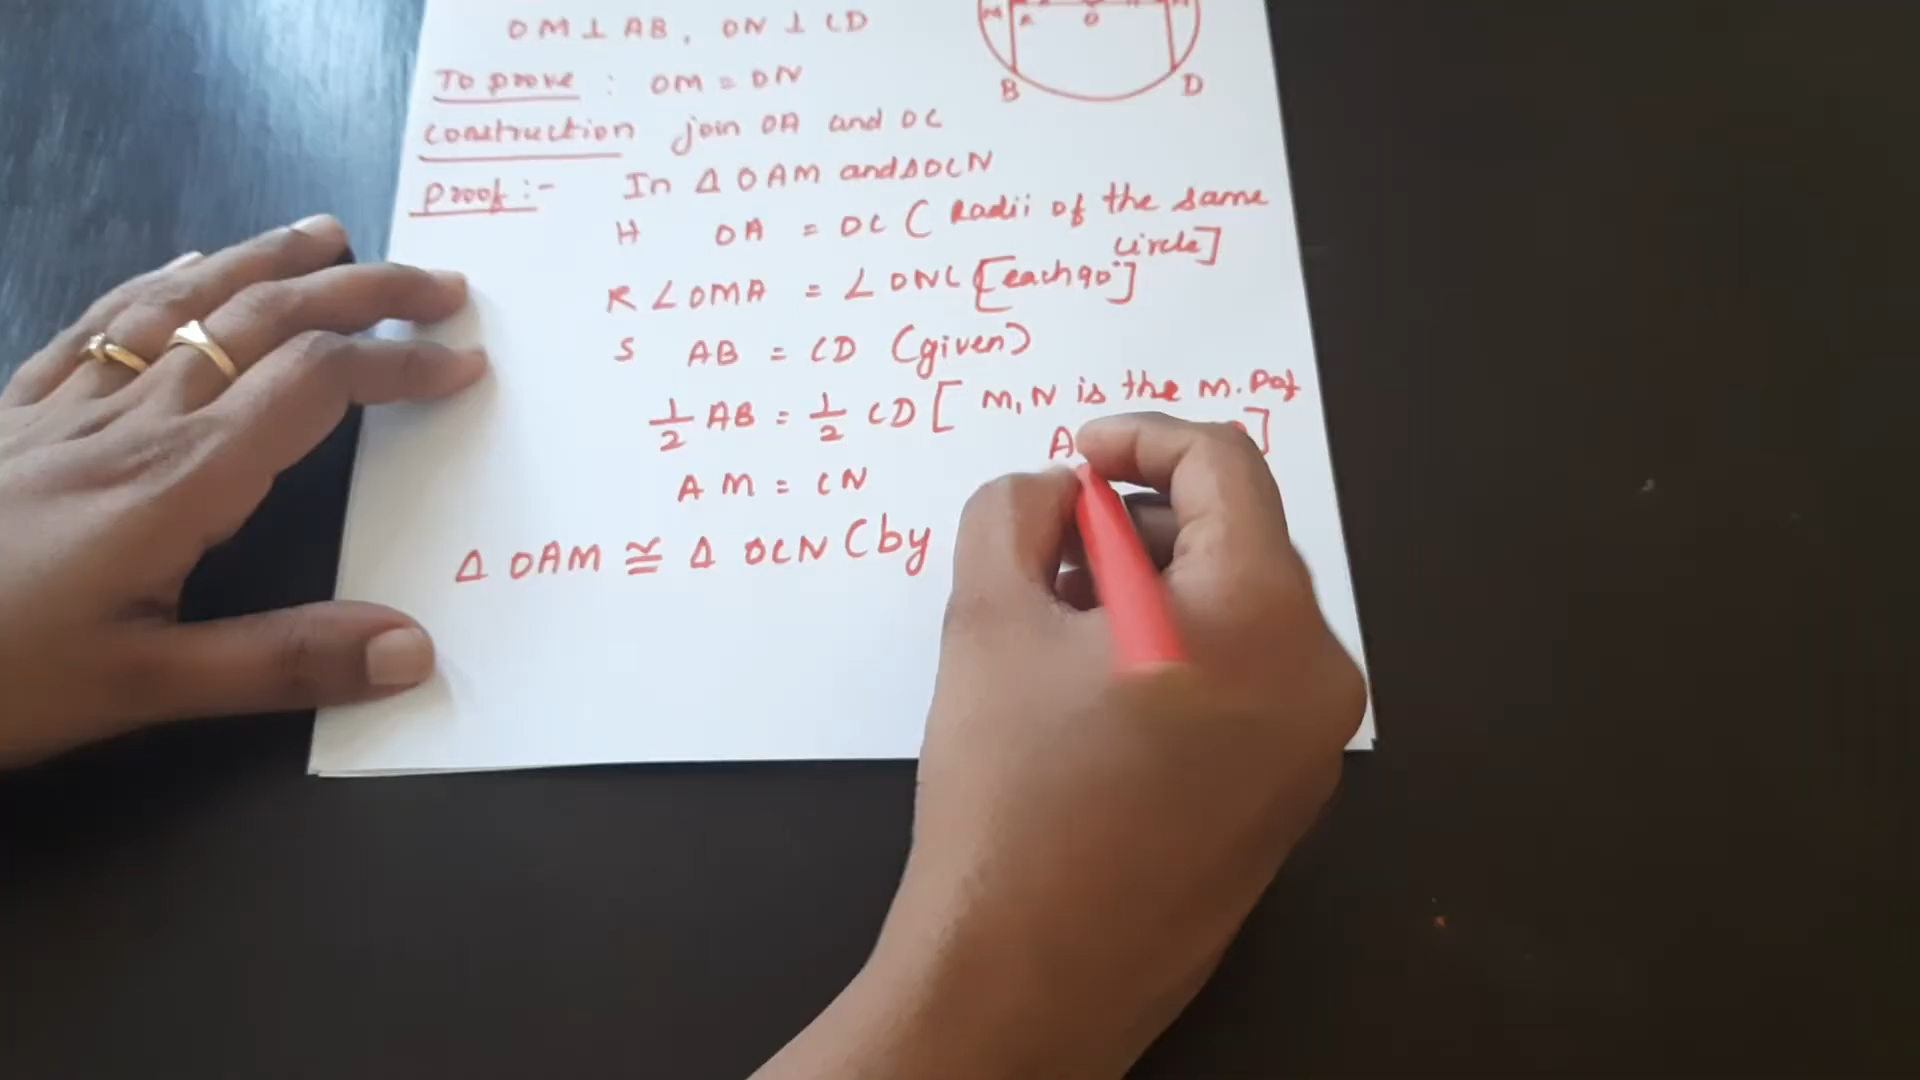 OM ⊥ AB, ON ⊥ CD
M O
B D
To prove : OM = ON
construction join OA and OC
proof :- In Δ OAM and Δ OCN
H OA = OC ( Radii of the same
circle]
R ∠OMA = ∠ONC [each 90°]
S AB = CD (given)
1/2 AB = 1/2 CD [ M, N is the M. P of
A ]
AM = CN
Δ OAM ≅ Δ OCN (by